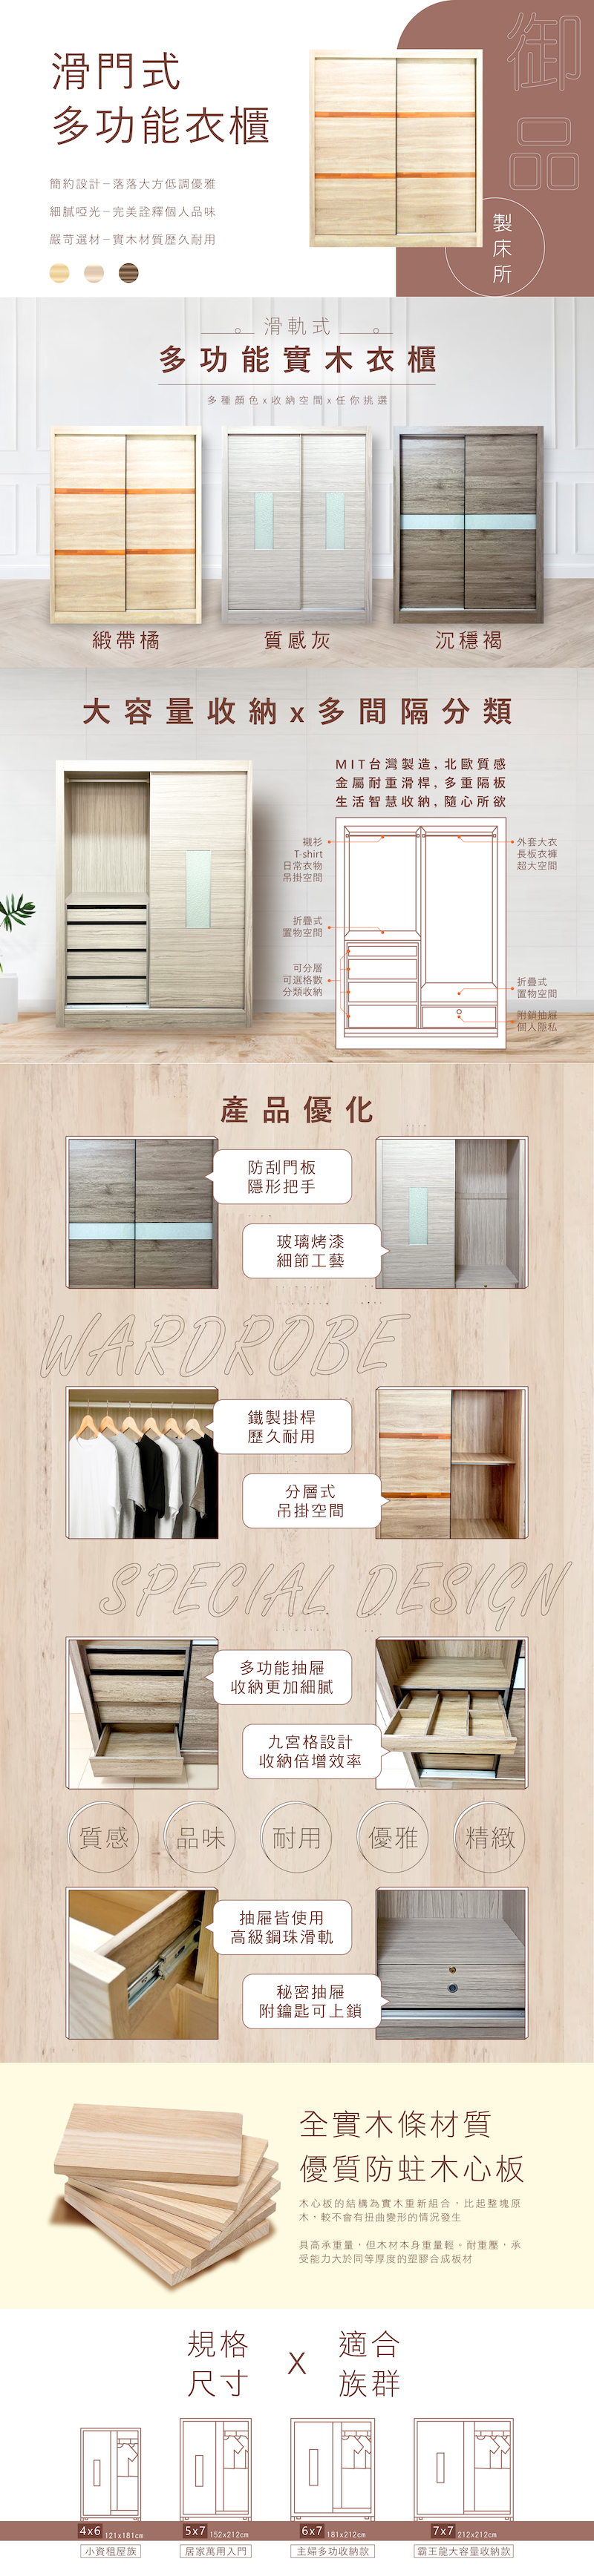 御品
製床所
滑門式
多功能衣櫃
簡約設計–落落大方低調優雅
細膩啞光–完美詮釋個人品味
嚴苛選材–實木材質歷久耐用
滑軌式
多功能實木衣櫃
多種顏色x收納空間x任你挑選
緞帶橘
質感灰
沉穩褐
大容量收納x多間隔分類
MIT台灣製造,北歐質感
金屬耐重滑桿,多重隔板
生活智慧收納,隨心所欲
襯衫
T-shirt
日常衣物
吊掛空間
外套大衣
長板衣褲
超大空間
折疊式
置物空間
可分層
可選格數
分類收納
折疊式
置物空間
附鎖抽屜
個人隱私
產品優化
防刮門板
隱形把手
玻璃烤漆
細節工藝
WARDROBE
鐵製掛桿
歷久耐用
分層式
吊掛空間
SPECIAL DESIGN
多功能抽屜
收納更加細膩
九宮格設計
收納倍增效率
質感
品味
耐用
優雅
精緻
抽屜皆使用
高級鋼珠滑軌
秘密抽屜
附鑰匙可上鎖
全實木條材質
優質防蛀木心板
木心板的結構為實木重新組合，比起整塊原
木，較不會有扭曲變形的情況發生
具高承重量，但木材本身重量輕。耐重壓，承
受能力大於同等厚度的塑膠合成板材
規格
尺寸
X
適合
族群
4x6 121x181cm
5x7 152x212cm
6x7 181x212cm
7x7 212x212cm
小資租屋族
居家萬用入門
主婦多功收納款
霸王龍大容量收納款